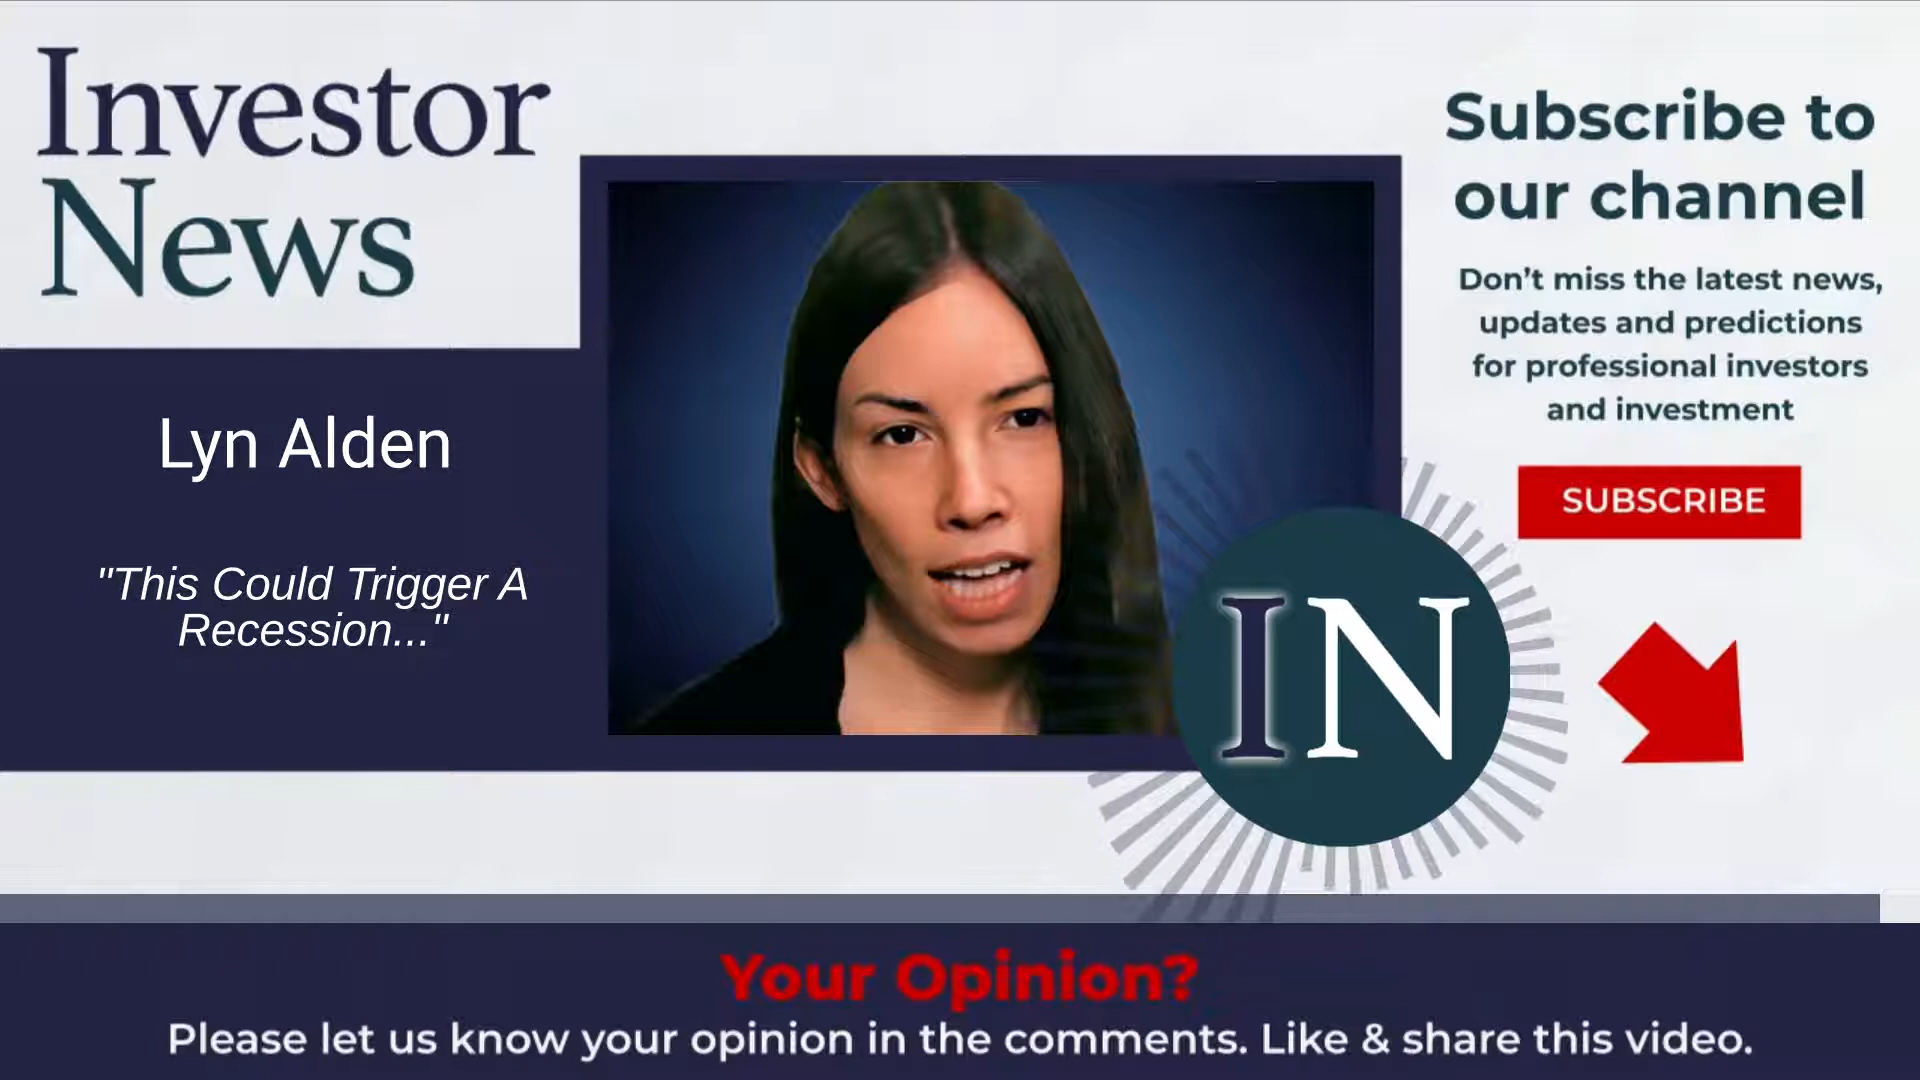 Investor
News
Lyn Alden
"This Could Trigger A
Recession..."
Subscribe to
our channel
Don’t miss the latest news,
updates and predictions
for professional investors
and investment
SUBSCRIBE
IN
Your Opinion?
Please let us know your opinion in the comments. Like & share this video.